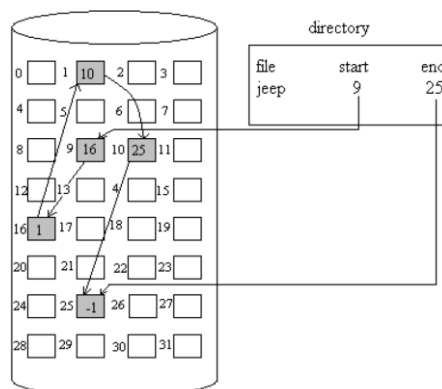 directory
file start end
jeep 9 25
0 1 10 2 3
4 5 6 7
8 9 16 10 25 11
12 13 4 15
16 1 17 18 19
20 21 22 23
24 25 -1 26 27
28 29 30 31